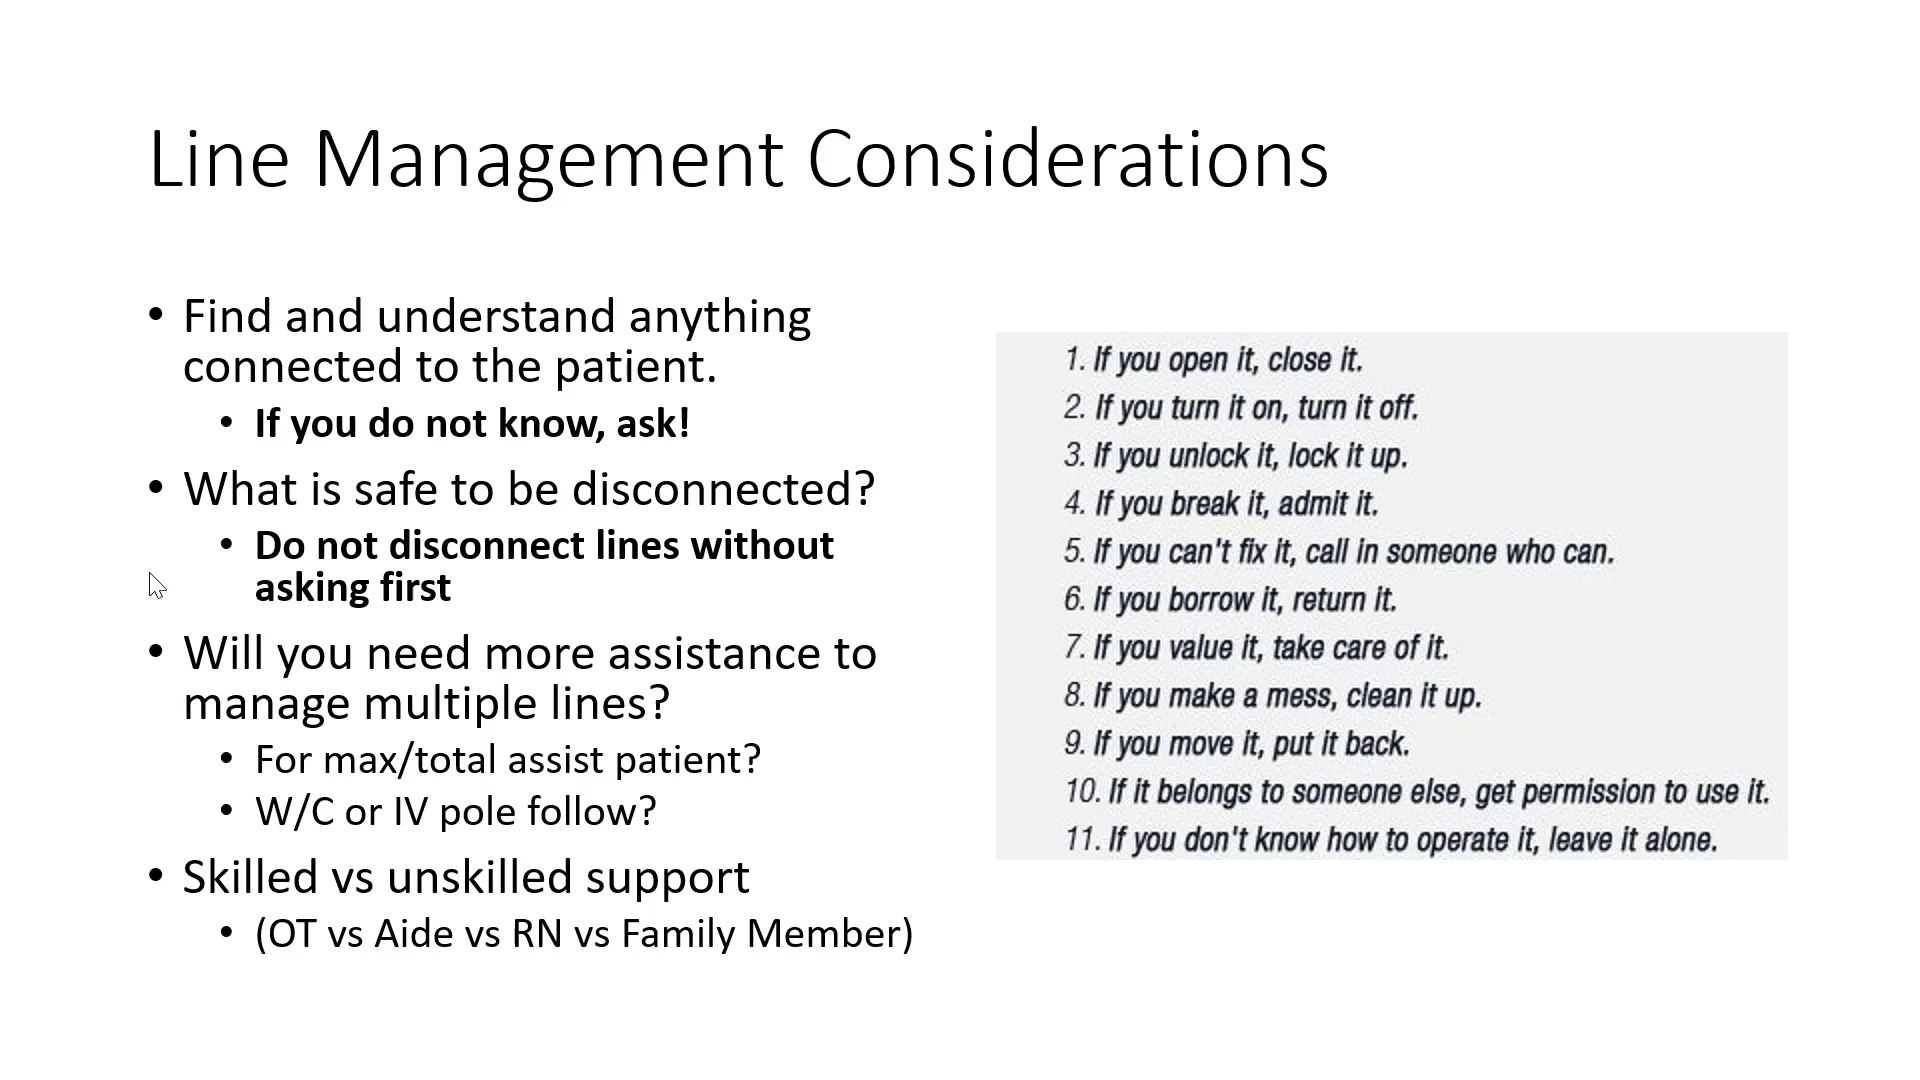 Line Management Considerations
• Find and understand anything
connected to the patient.
• If you do not know, ask!
• What is safe to be disconnected?
• Do not disconnect lines without
asking first
• Will you need more assistance to
manage multiple lines?
• For max/total assist patient?
• W/C or IV pole follow?
• Skilled vs unskilled support
• (OT vs Aide vs RN vs Family Member)
1. If you open it, close it.
2. If you turn it on, turn it off.
3. If you unlock it, lock it up.
4. If you break it, admit it.
5. If you can't fix it, call in someone who can.
6. If you borrow it, return it.
7. If you value it, take care of it.
8. If you make a mess, clean it up.
9. If you move it, put it back.
10. If it belongs to someone else, get permission to use it.
11. If you don't know how to operate it, leave it alone.